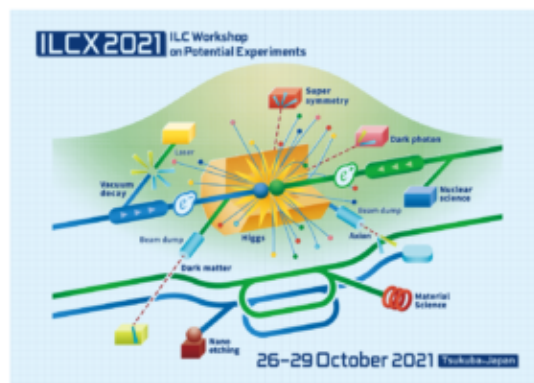 ILCX2021
ILC Workshop
on Potential Experiments
Super
symmetry
Dark photon
Laser
Vacuum
decay
e-
e+
Nuclear
science
Beam dump
Beam dump
Higgs
Axion
Dark matter
Material
Science
Nano
etching
26–29 October 2021
Tsukuba-Japan